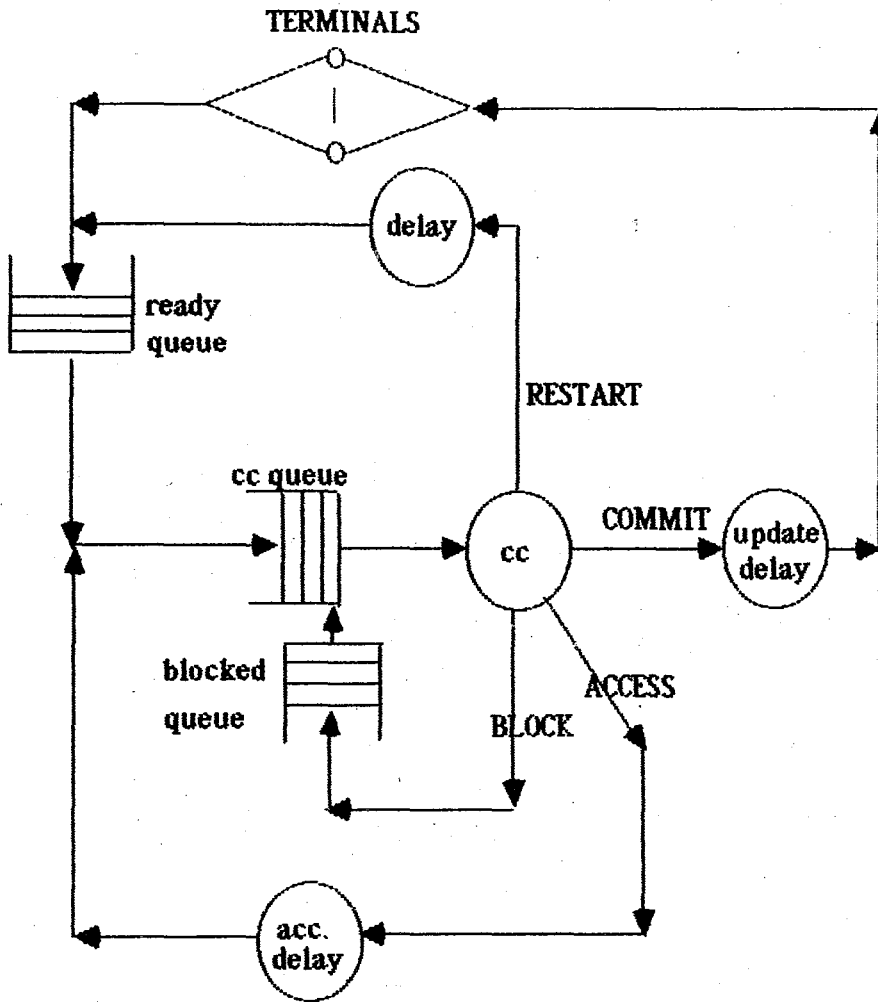 TERMINALS
delay
ready
queue
RESTART
cc queue
cc
COMMIT
update
delay
blocked
queue
ACCESS
BLOCK
acc.
delay